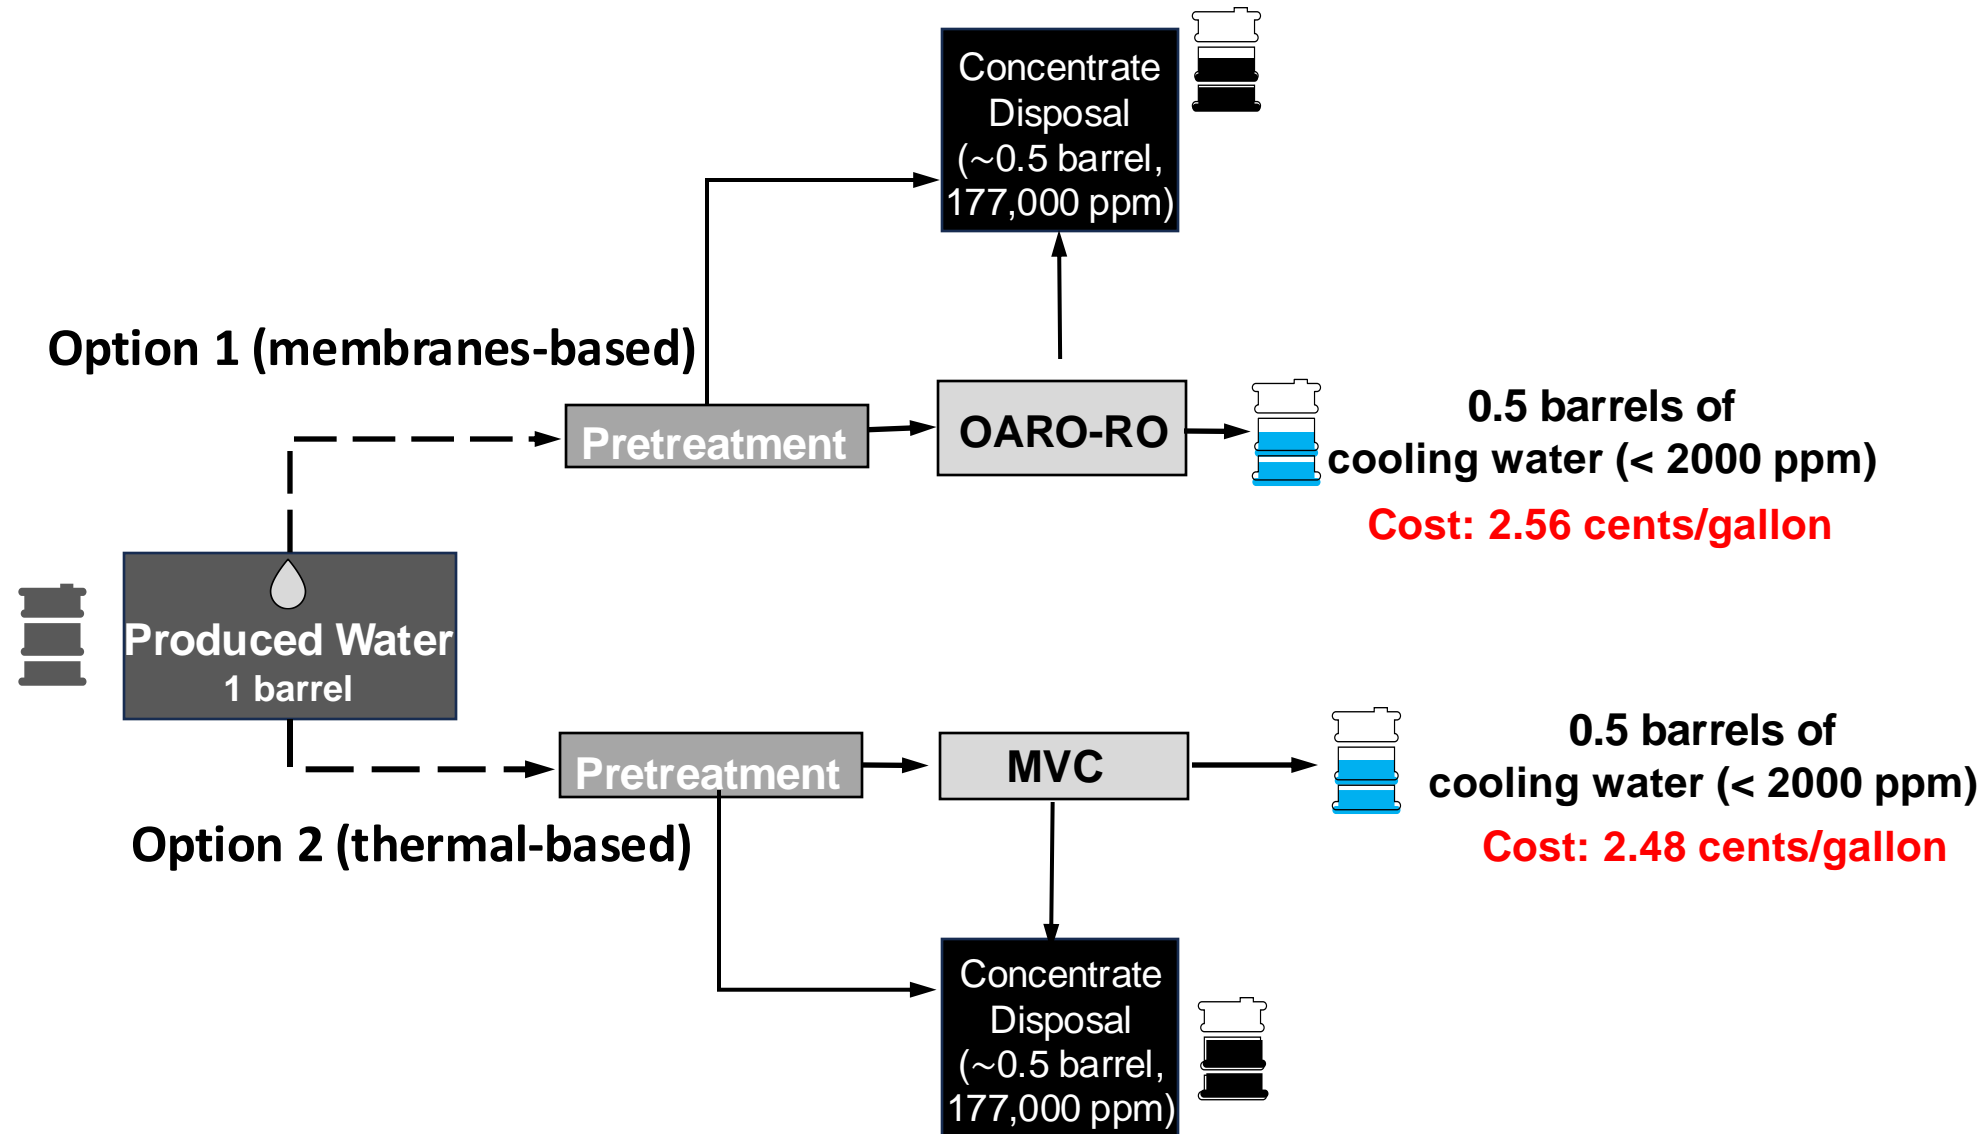 Concentrate
Disposal
(~0.5 barrel,
177,000 ppm)
Option 1 (membranes-based)
Pretreatment
OARO-RO
0.5 barrels of
cooling water (< 2000 ppm)
Cost: 2.56 cents/gallon
Produced Water
1 barrel
Pretreatment
MVC
0.5 barrels of
cooling water (< 2000 ppm)
Cost: 2.48 cents/gallon
Option 2 (thermal-based)
Concentrate
Disposal
(~0.5 barrel,
177,000 ppm)